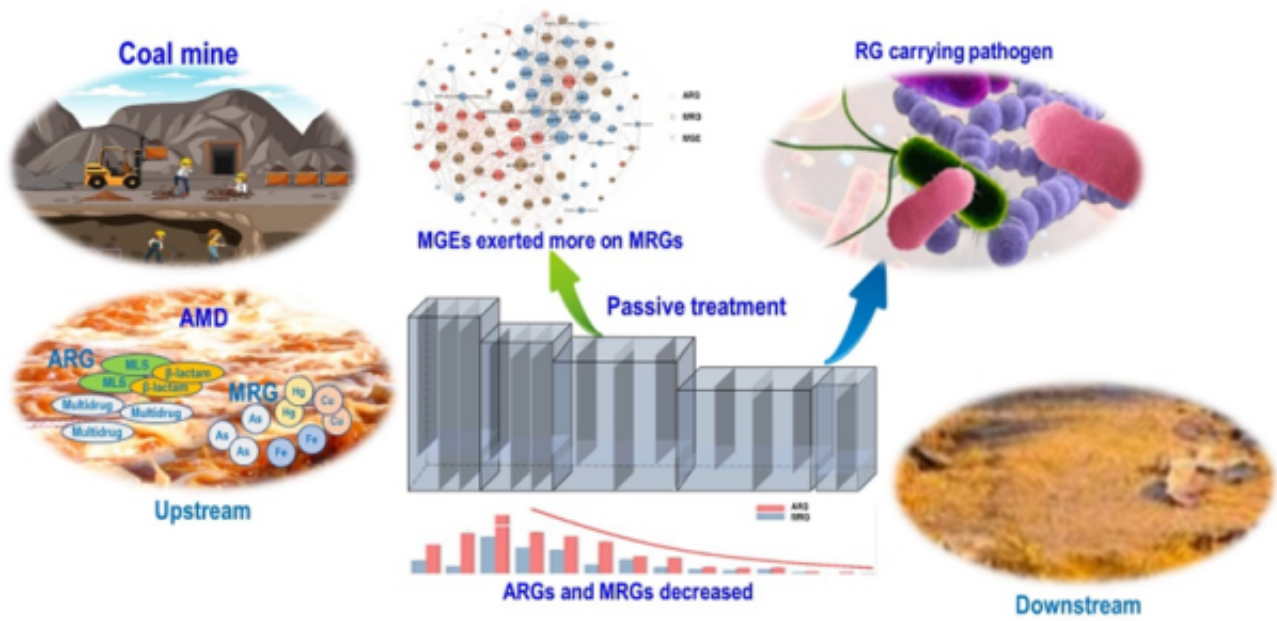 Coal mine
RG carrying pathogen
ARG
MRG
MGE
MGEs exerted more on MRGs
Passive treatment
AMD
ARG
MLS
β-lactam
MLS
β-lactam
MRG
Multidrug
Multidrug
Multidrug
Hg
Cu
Hg
Cu
As
As
As
Fe
Fe
Upstream
ARG
MRG
ARGs and MRGs decreased
Downstream